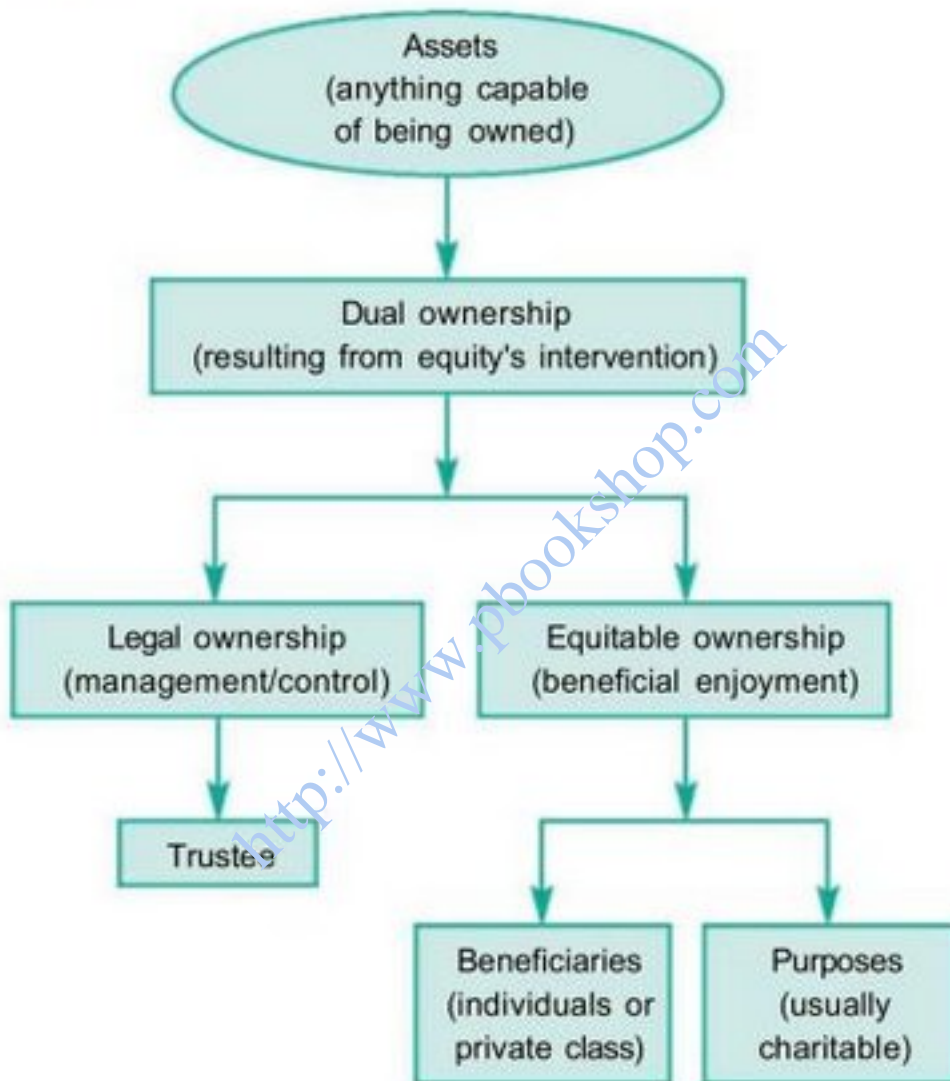 Assets
(anything capable
of being owned)
Dual ownership
(resulting from equity's intervention)
Legal ownership
(management/control)
Equitable ownership
(beneficial enjoyment)
Trustee
Beneficiaries
(individuals or
private class)
Purposes
(usually
charitable)
http://www.pbookshop.com